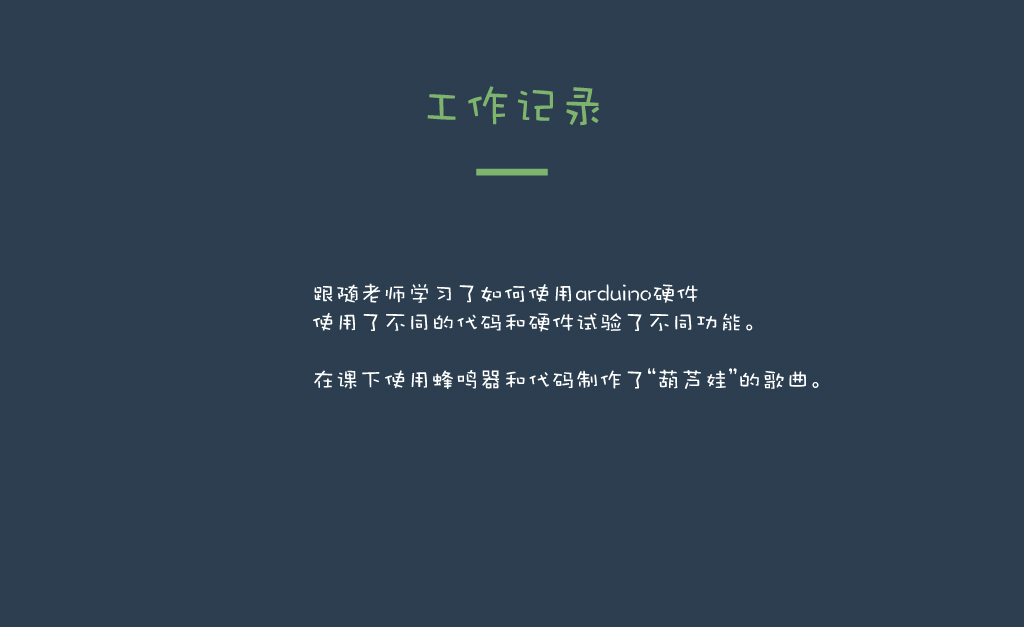 工作记录
跟随老师学习了如何使用arduino硬件
使用了不同的代码和硬件试验了不同功能。
在课下使用蜂鸣器和代码制作了“葫芦娃”的歌曲。